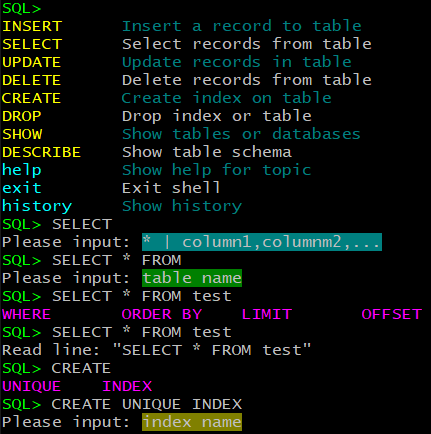 SQL>
INSERT Insert a record to table
SELECT Select records from table
UPDATE Update records in table
DELETE Delete records from table
CREATE Create index on table
DROP Drop index or table
SHOW Show tables or databases
DESCRIBE Show table schema
help Show help for topic
exit Exit shell
history Show history
SQL> SELECT
Please input: * | column1,columnm2,...
SQL> SELECT * FROM
Please input: table name
SQL> SELECT * FROM test
WHERE ORDER BY LIMIT OFFSET
SQL> SELECT * FROM test
Read line: "SELECT * FROM test"
SQL> CREATE
UNIQUE INDEX
SQL> CREATE UNIQUE INDEX
Please input: index name